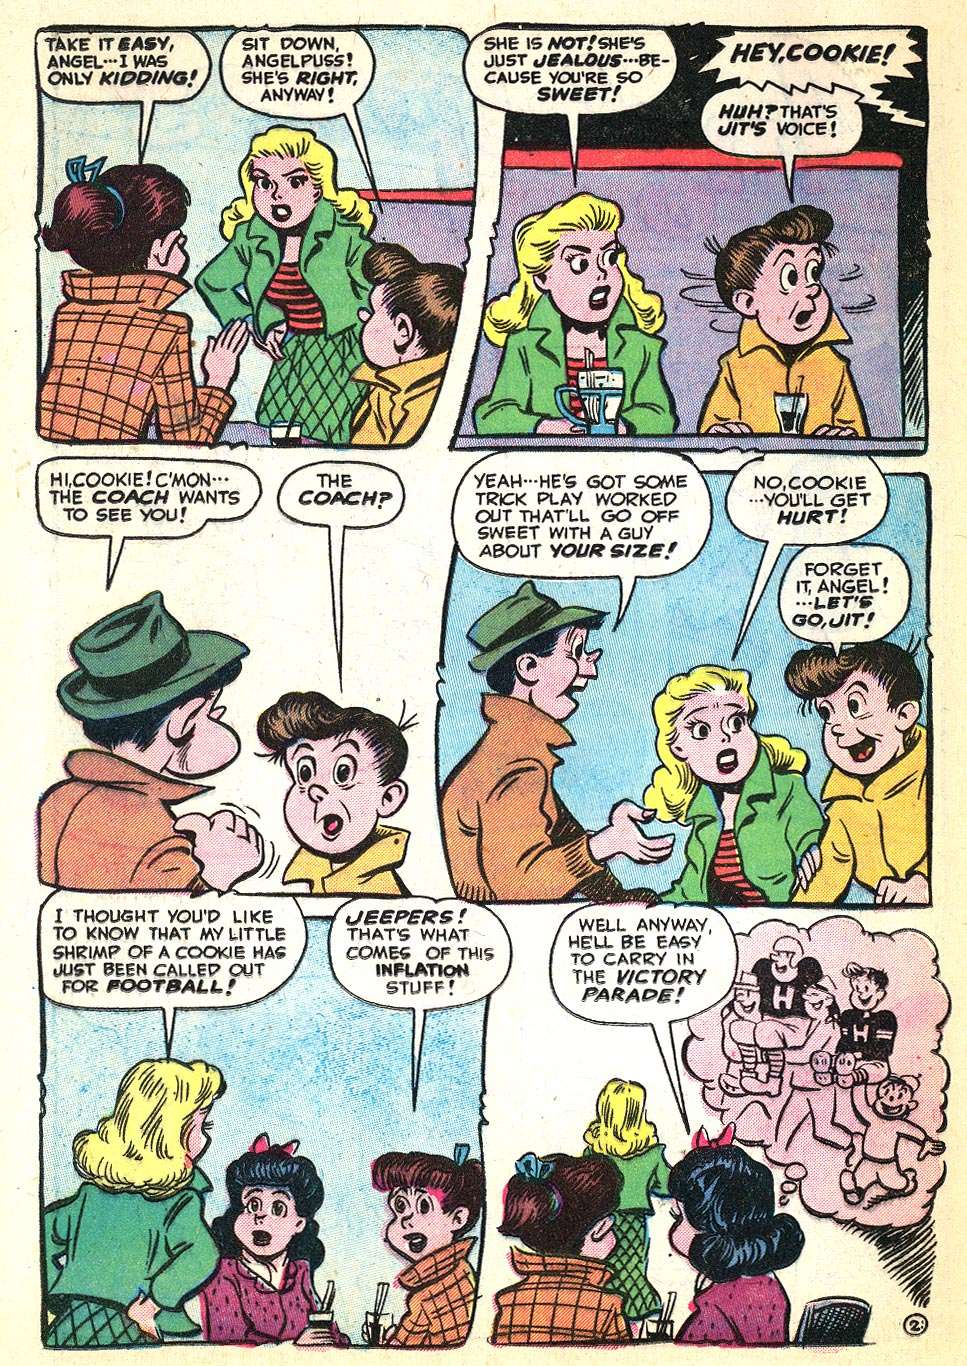 TAKE IT EASY,
ANGEL---I WAS
ONLY KIDDING!
SIT DOWN,
ANGELPUSS!
SHE'S RIGHT,
ANYWAY!
SHE IS NOT! SHE'S
JUST JEALOUS---BE-
CAUSE YOU'RE SO
SWEET!
HEY, COOKIE!
HUH? THAT'S
JIT'S VOICE!
HI, COOKIE! C'MON---
THE COACH WANTS
TO SEE YOU!
THE
COACH?
YEAH---HE'S GOT SOME
TRICK PLAY WORKED
OUT THAT'LL GO OFF
SWEET WITH A GUY
ABOUT YOUR SIZE!
NO, COOKIE
---YOU'LL GET
HURT!
FORGET
IT, ANGEL!
---LET'S
GO, JIT!
I THOUGHT YOU'D LIKE
TO KNOW THAT MY LITTLE
SHRIMP OF A COOKIE HAS
JUST BEEN CALLED OUT
FOR FOOTBALL!
JEEPERS!
THAT'S WHAT
COMES OF THIS
INFLATION
STUFF!
WELL ANYWAY,
HE'LL BE EASY
TO CARRY IN
THE VICTORY
PARADE!
H
H
2